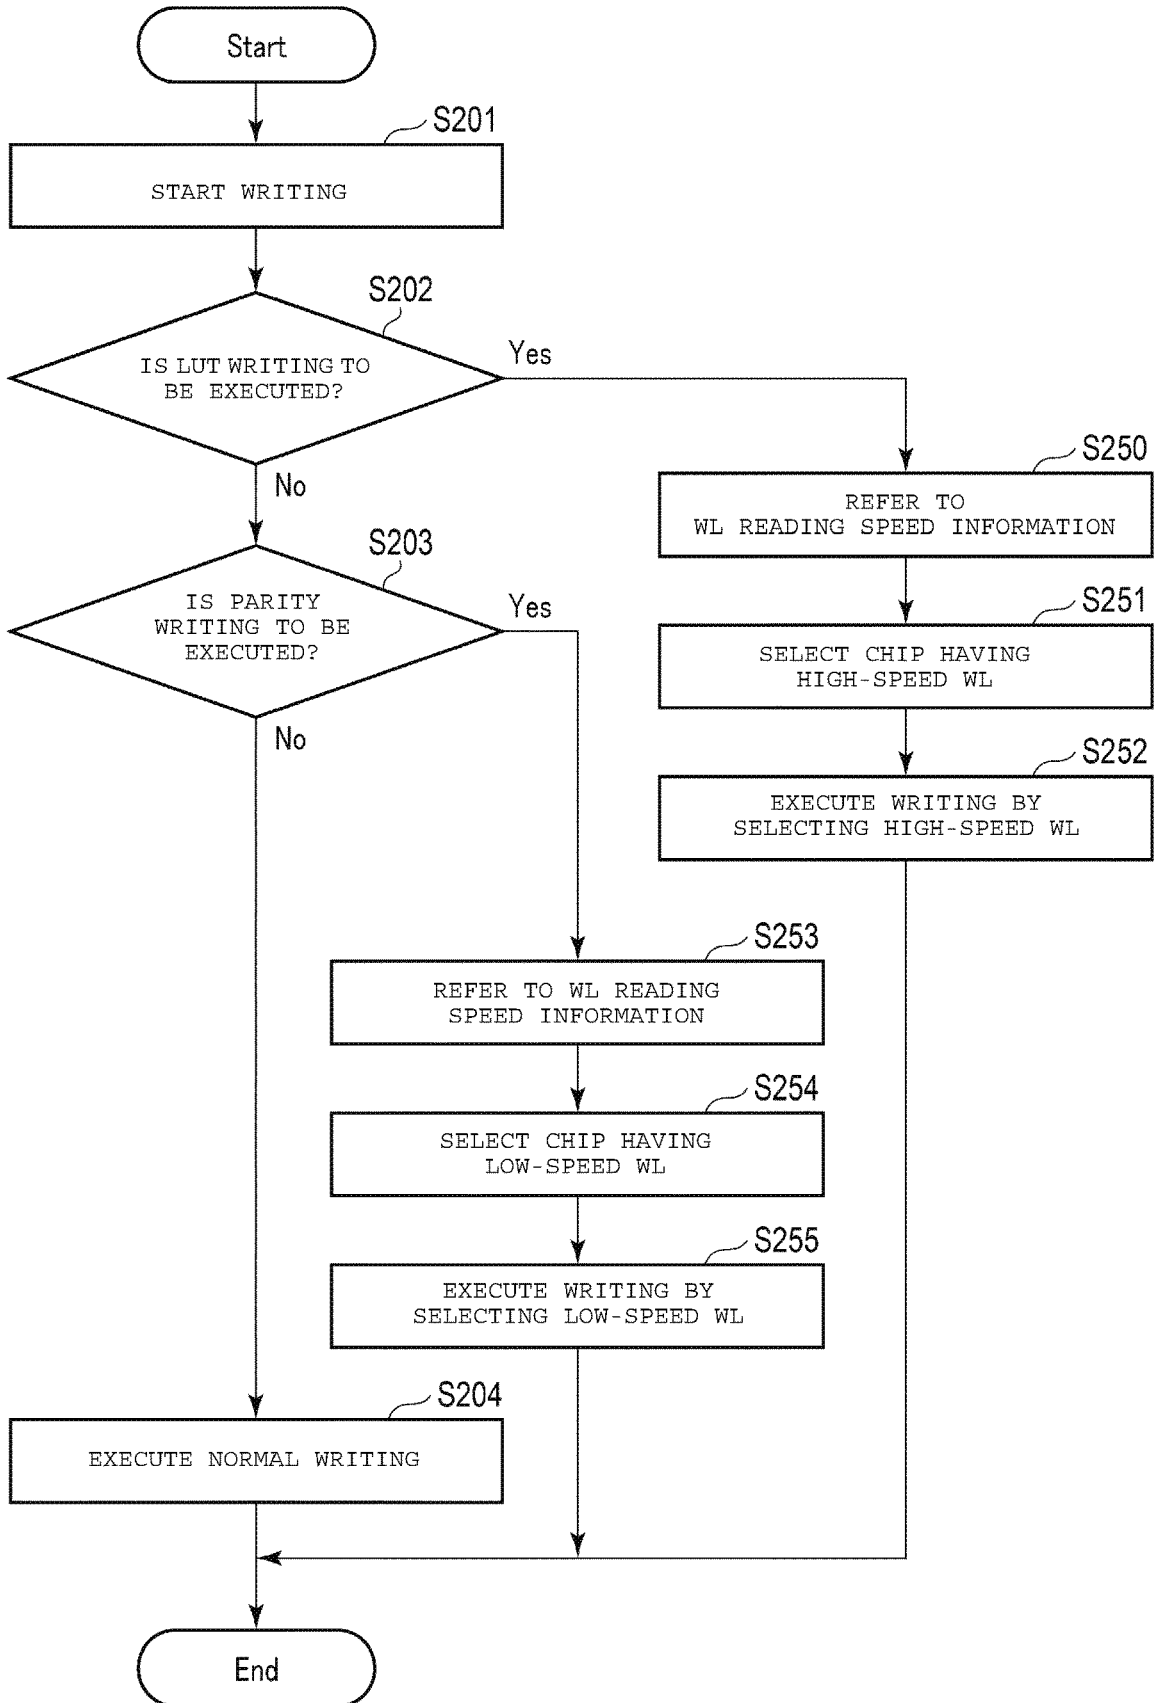 Start
S201
START WRITING
S202
IS LUT WRITING TO
BE EXECUTED?
Yes
No
S250
REFER TO
WL READING SPEED INFORMATION
S251
SELECT CHIP HAVING
HIGH-SPEED WL
S252
EXECUTE WRITING BY
SELECTING HIGH-SPEED WL
S203
IS PARITY
WRITING TO BE
EXECUTED?
Yes
No
S253
REFER TO WL READING
SPEED INFORMATION
S254
SELECT CHIP HAVING
LOW-SPEED WL
S255
EXECUTE WRITING BY
SELECTING LOW-SPEED WL
S204
EXECUTE NORMAL WRITING
End